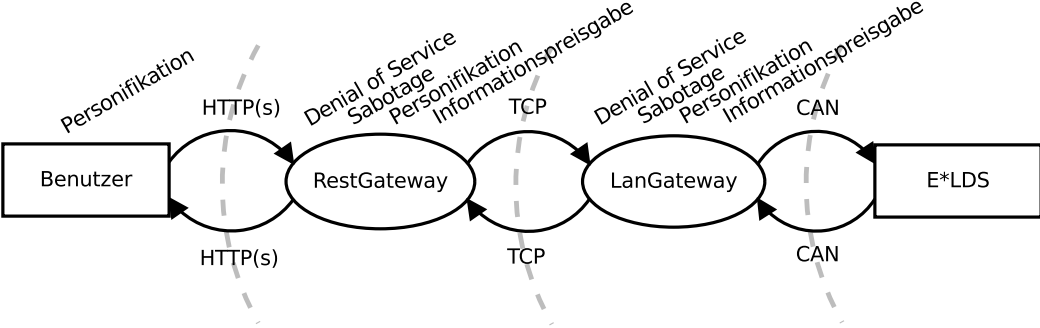 Personifikation
Denial of Service
Sabotage
Personifikation
Informationspreisgabe
Denial of Service
Sabotage
Personifikation
Informationspreisgabe
HTTP(s)
TCP
CAN
Benutzer
RestGateway
LanGateway
E*LDS
HTTP(s)
TCP
CAN